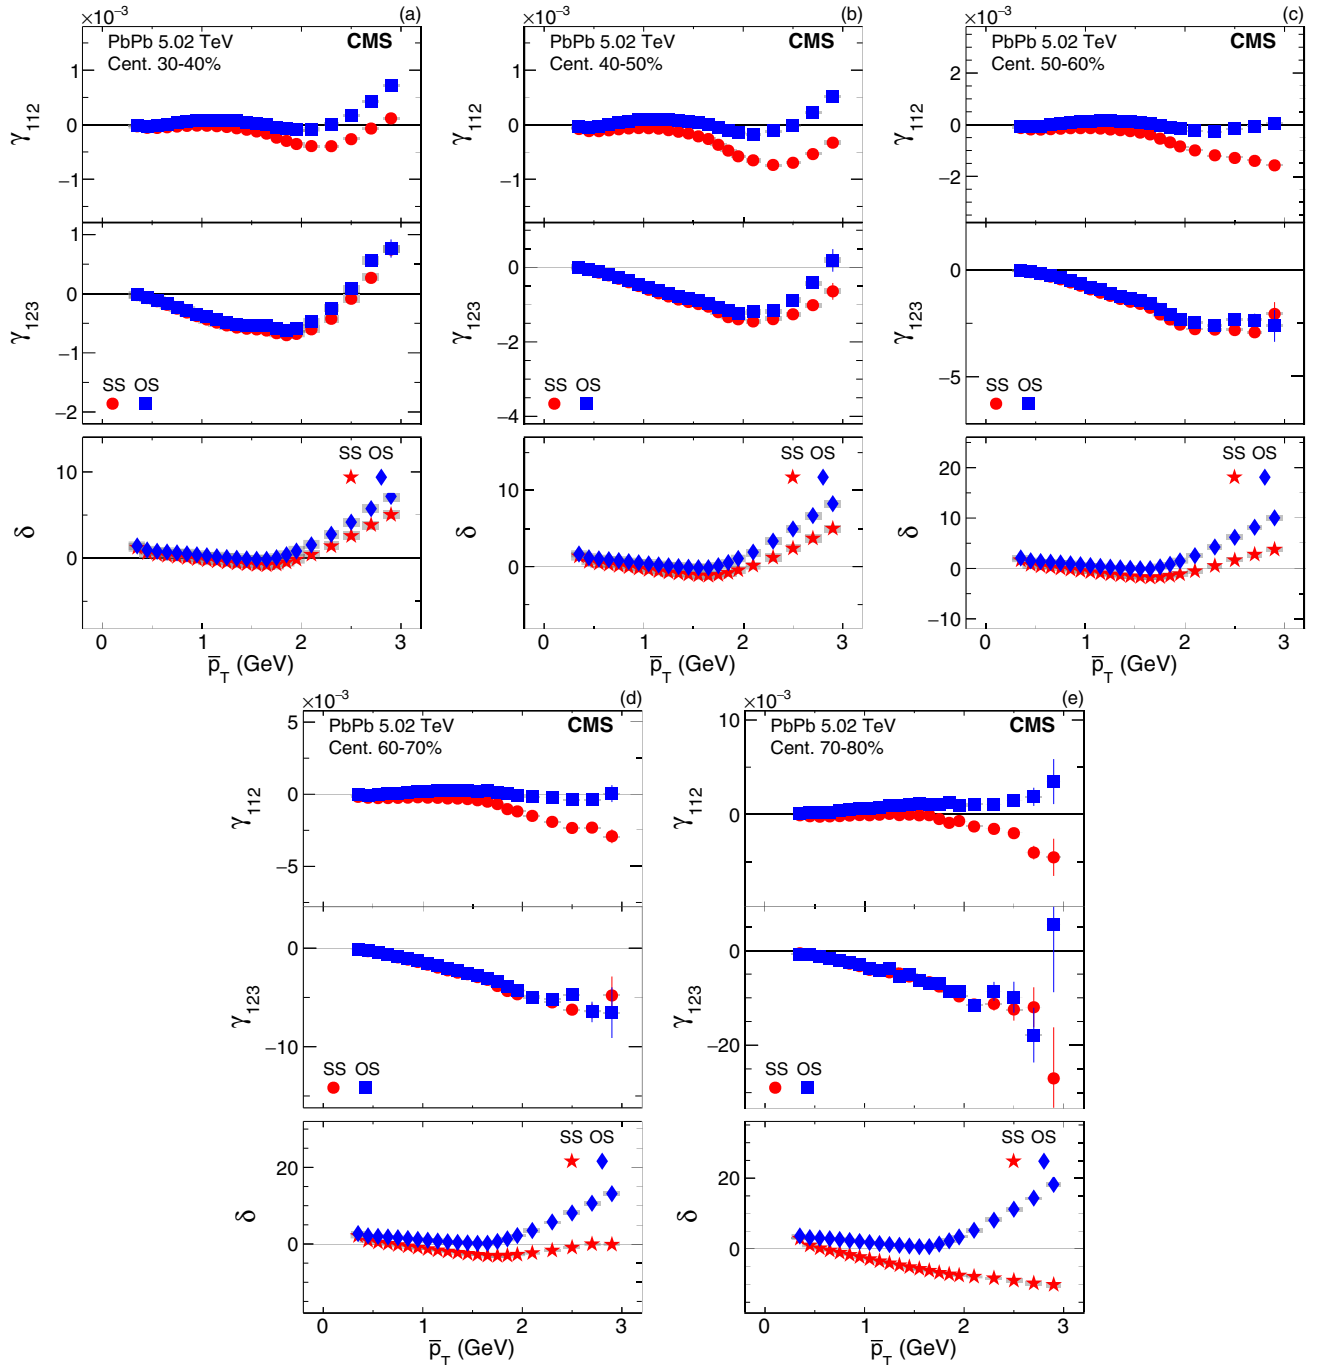 ×10⁻³ (a)
PbPb 5.02 TeV CMS
Cent. 30-40%
γ₁₁₂
1
0
−1
γ₁₂₃
1
0
−1
−2
SS OS
δ
SS OS
10
0
0 1 2 3
p̅_T (GeV)
×10⁻³ (b)
PbPb 5.02 TeV CMS
Cent. 40-50%
γ₁₁₂
1
0
−1
γ₁₂₃
0
−2
−4
SS OS
δ
SS OS
10
0
0 1 2 3
p̅_T (GeV)
×10⁻³ (c)
PbPb 5.02 TeV CMS
Cent. 50-60%
γ₁₁₂
2
0
−2
γ₁₂₃
0
−5
SS OS
δ
SS OS
20
10
0
−10
0 1 2 3
p̅_T (GeV)
×10⁻³ (d)
PbPb 5.02 TeV CMS
Cent. 60-70%
γ₁₁₂
5
0
−5
γ₁₂₃
0
−10
SS OS
δ
SS OS
20
0
0 1 2 3
p̅_T (GeV)
×10⁻³ (e)
PbPb 5.02 TeV CMS
Cent. 70-80%
γ₁₁₂
10
0
γ₁₂₃
0
−20
SS OS
δ
SS OS
20
0
0 1 2 3
p̅_T (GeV)